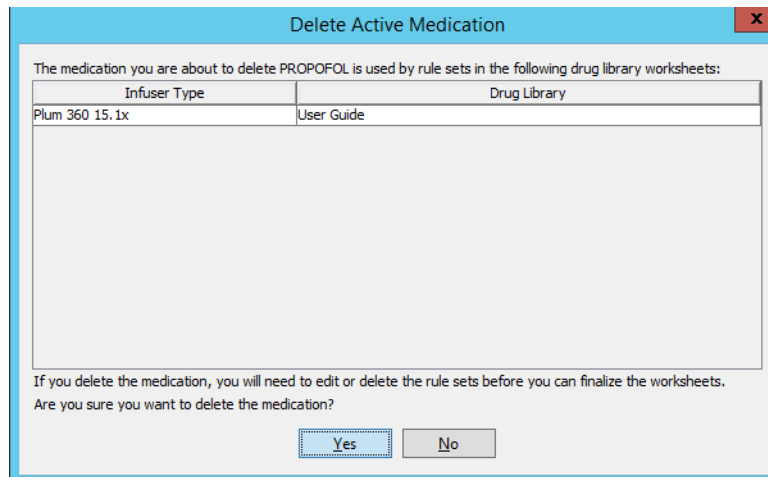 Delete Active Medication
x
The medication you are about to delete PROPOFOL is used by rule sets in the following drug library worksheets:
Infuser Type Drug Library
Plum 360 15.1x User Guide
If you delete the medication, you will need to edit or delete the rule sets before you can finalize the worksheets.
Are you sure you want to delete the medication?
Yes No